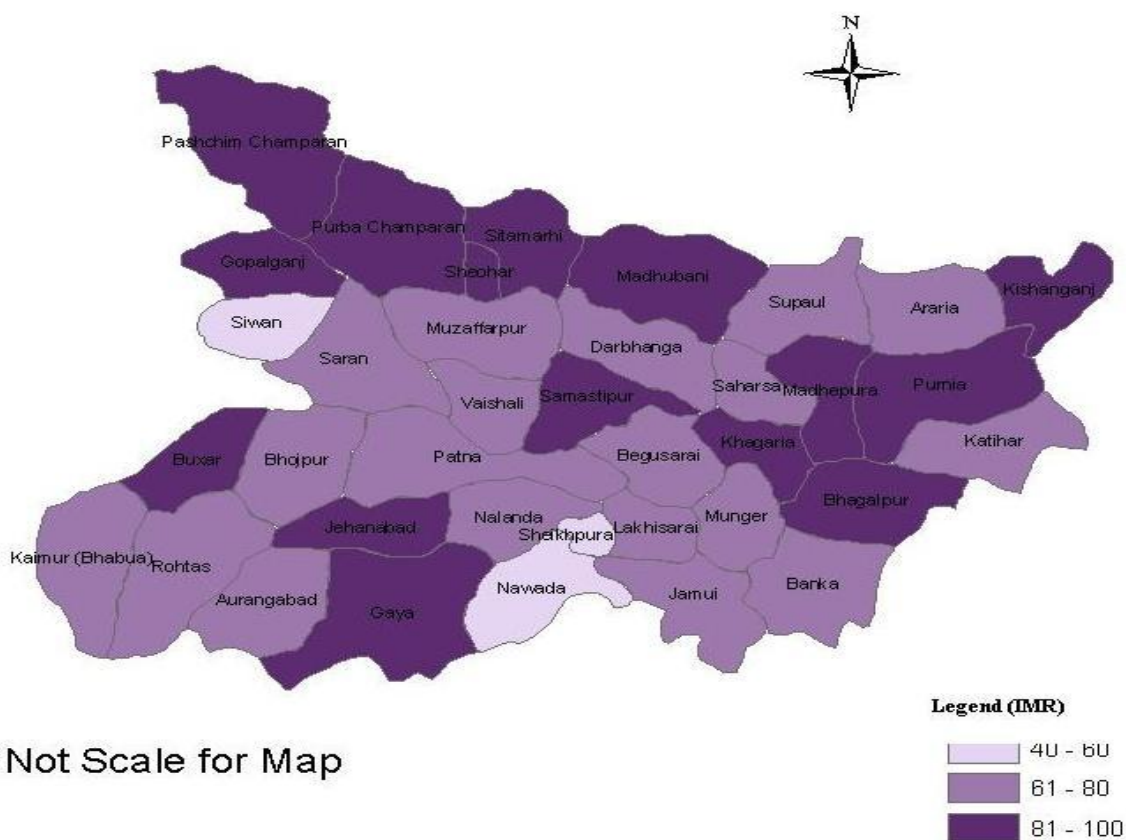 N
Pashchim Champaran
Purba Champaran
Sitamarhi
Gopalganj
Sheohar
Madhubani
Kishanganj
Siwan
Supaul
Araria
Muzaffarpur
Darbhanga
Saran
Saharsa
Madhepura
Purnia
Vaishali
Samastipur
Khagaria
Katihar
Buxar
Bhojpur
Patna
Begusarai
Bhagalpur
Jehanabad
Nalanda
Sheikhpura
Lakhisarai
Munger
Kaimur (Bhabua)
Rohtas
Aurangabad
Gaya
Nawada
Jamui
Banka
Legend (IMR)
40 - 60
61 - 80
81 - 100
Not Scale for Map